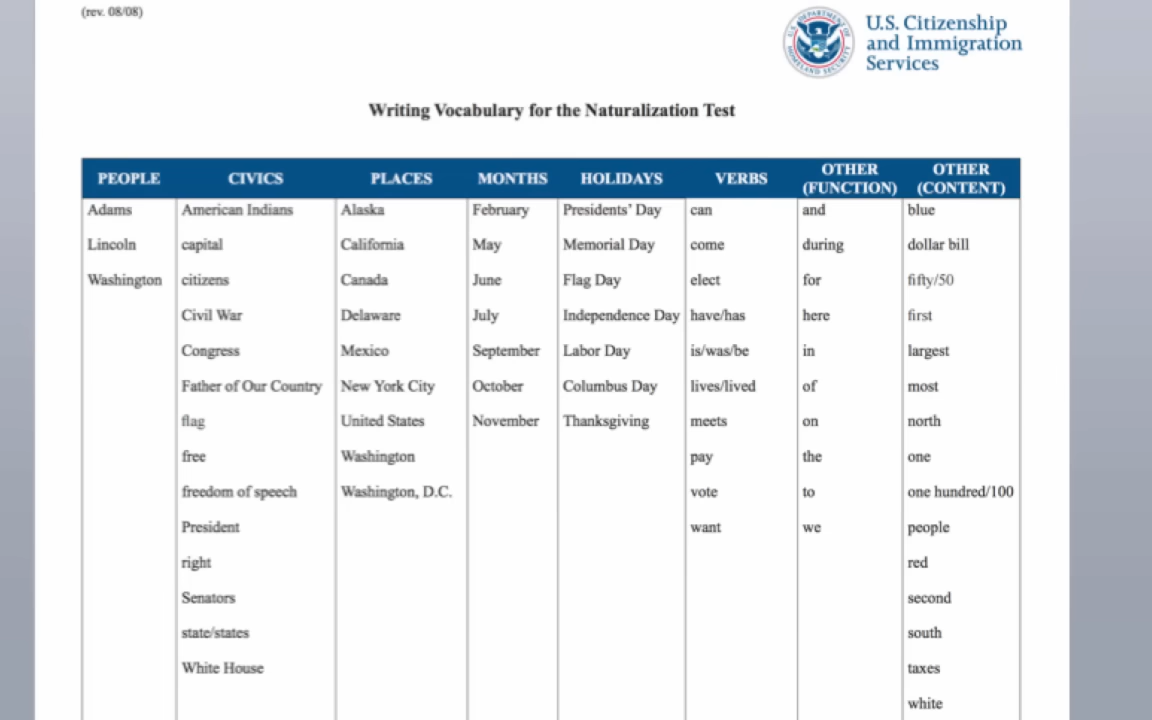 (rev. 08/08)
U.S. DEPARTMENT OF HOMELAND SECURITY
U.S. Citizenship
and Immigration
Services
Writing Vocabulary for the Naturalization Test
PEOPLE CIVICS PLACES MONTHS HOLIDAYS VERBS OTHER (FUNCTION) OTHER (CONTENT)
Adams American Indians Alaska February Presidents' Day can and blue
Lincoln capital California May Memorial Day come during dollar bill
Washington citizens Canada June Flag Day elect for fifty/50
Civil War Delaware July Independence Day have/has here first
Congress Mexico September Labor Day is/was/be in largest
Father of Our Country New York City October Columbus Day lives/lived of most
flag United States November Thanksgiving meets on north
free Washington pay the one
freedom of speech Washington, D.C. vote to one hundred/100
President want we people
right red
Senators second
state/states south
White House taxes
white